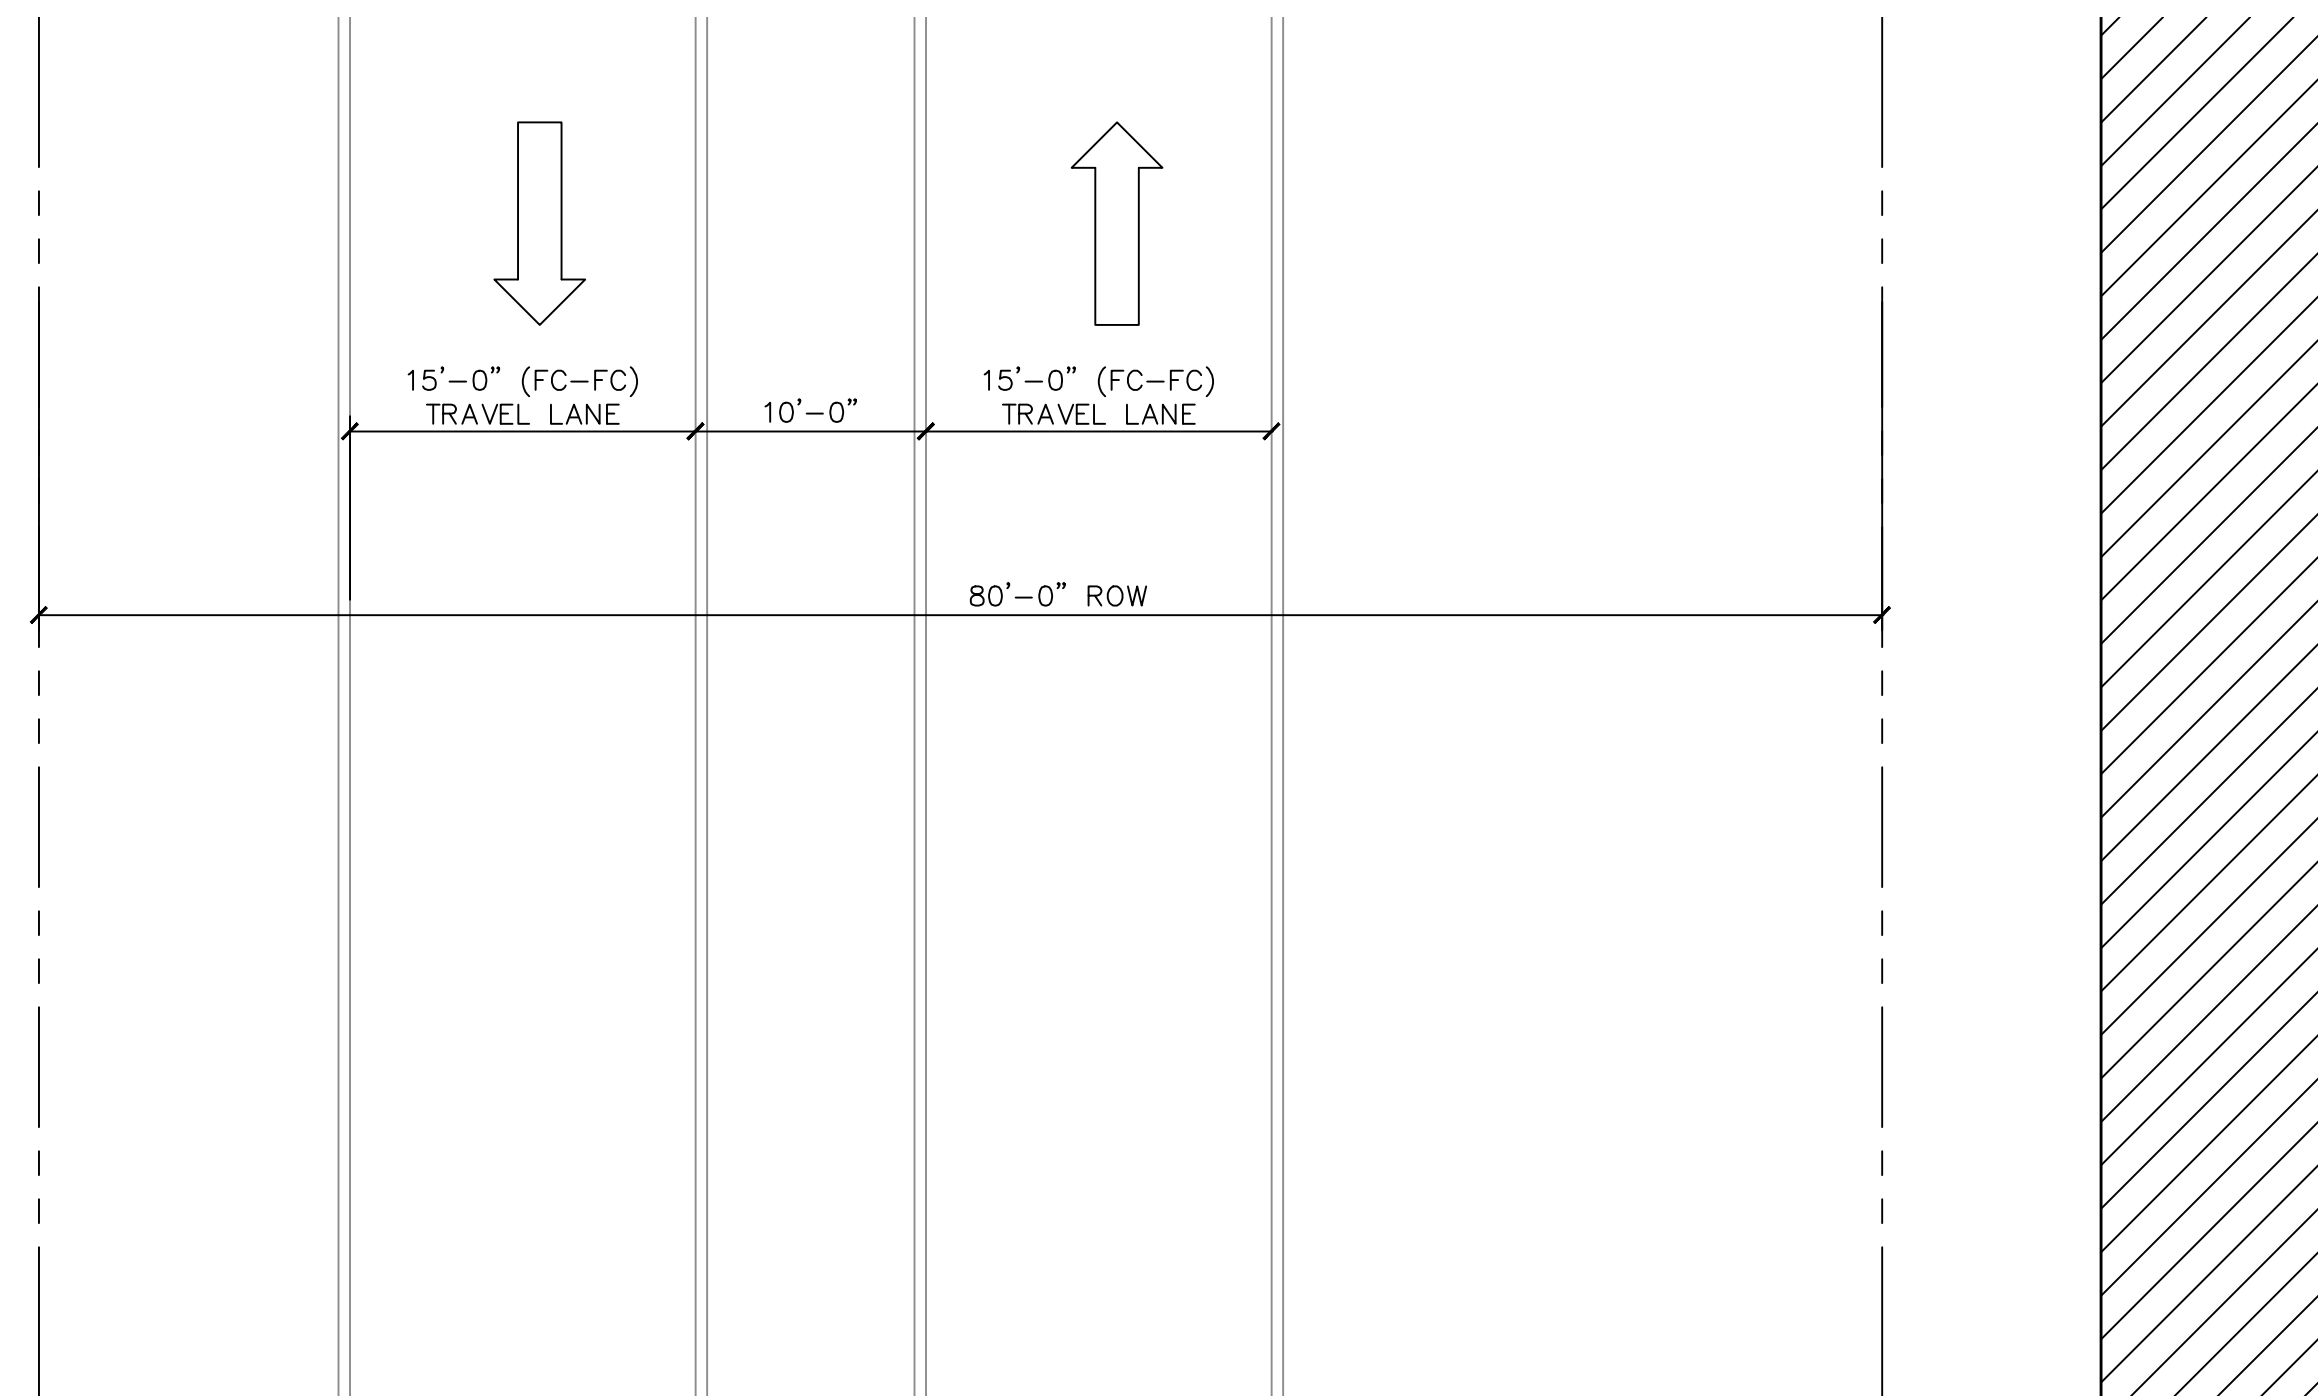 15'-0" (FC-FC)
TRAVEL LANE
10'-0"
15'-0" (FC-FC)
TRAVEL LANE
80'-0" ROW